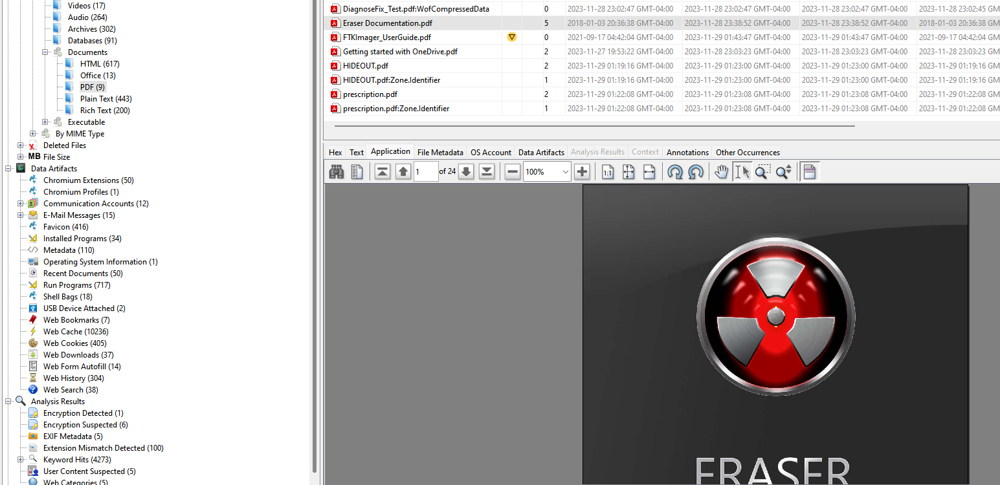 Videos (17)
Audio (264)
Archives (302)
Databases (91)
Documents
HTML (617)
Office (13)
PDF (9)
Plain Text (443)
Rich Text (200)
Executable
By MIME Type
Deleted Files
MB File Size
Data Artifacts
Chromium Extensions (50)
Chromium Profiles (1)
Communication Accounts (12)
E-Mail Messages (15)
Favicon (416)
Installed Programs (34)
Metadata (110)
Operating System Information (1)
Recent Documents (50)
Run Programs (717)
Shell Bags (18)
USB Device Attached (2)
Web Bookmarks (7)
Web Cache (10236)
Web Cookies (405)
Web Downloads (37)
Web Form Autofill (14)
Web History (304)
Web Search (38)
Analysis Results
Encryption Detected (1)
Encryption Suspected (6)
EXIF Metadata (5)
Extension Mismatch Detected (100)
Keyword Hits (4273)
User Content Suspected (5)
Web Categories (5)
DiagnoseFix_Test.pdf:WofCompressedData 0 2023-11-28 23:02:47 GMT-04:00 2023-11-28 23:02:47 GMT-04:00 2023-11-28 23:02:47 GMT-04:00 2023-11-28 23:02:45 GM
Eraser Documentation.pdf 5 2018-01-03 20:36:38 GMT-04:00 2023-11-28 23:38:52 GMT-04:00 2023-11-28 23:38:52 GMT-04:00 2018-01-03 20:36:38 GM
FTKImager_UserGuide.pdf 0 2021-09-17 04:42:04 GMT-04:00 2023-11-29 01:43:47 GMT-04:00 2023-11-29 01:43:47 GMT-04:00 2021-09-17 04:42:04 GM
Getting started with OneDrive.pdf 2 2023-11-27 19:53:22 GMT-04:00 2023-11-28 23:03:23 GMT-04:00 2023-11-28 23:03:23 GMT-04:00 2023-11-28 23:03:23 GM
HIDEOUT.pdf 2 2023-11-29 01:19:16 GMT-04:00 2023-11-29 01:23:00 GMT-04:00 2023-11-29 01:23:00 GMT-04:00 2023-11-29 01:19:16 GM
HIDEOUT.pdf:Zone.Identifier 1 2023-11-29 01:19:16 GMT-04:00 2023-11-29 01:23:00 GMT-04:00 2023-11-29 01:23:00 GMT-04:00 2023-11-29 01:19:16 GM
prescription.pdf 2 2023-11-29 01:22:08 GMT-04:00 2023-11-29 01:23:08 GMT-04:00 2023-11-29 01:23:08 GMT-04:00 2023-11-29 01:22:08 GM
prescription.pdf:Zone.Identifier 1 2023-11-29 01:22:08 GMT-04:00 2023-11-29 01:23:08 GMT-04:00 2023-11-29 01:23:08 GMT-04:00 2023-11-29 01:22:08 GM
Hex Text Application File Metadata OS Account Data Artifacts Analysis Results Context Annotations Other Occurrences
1 of 24 100% 1:1
ERASER